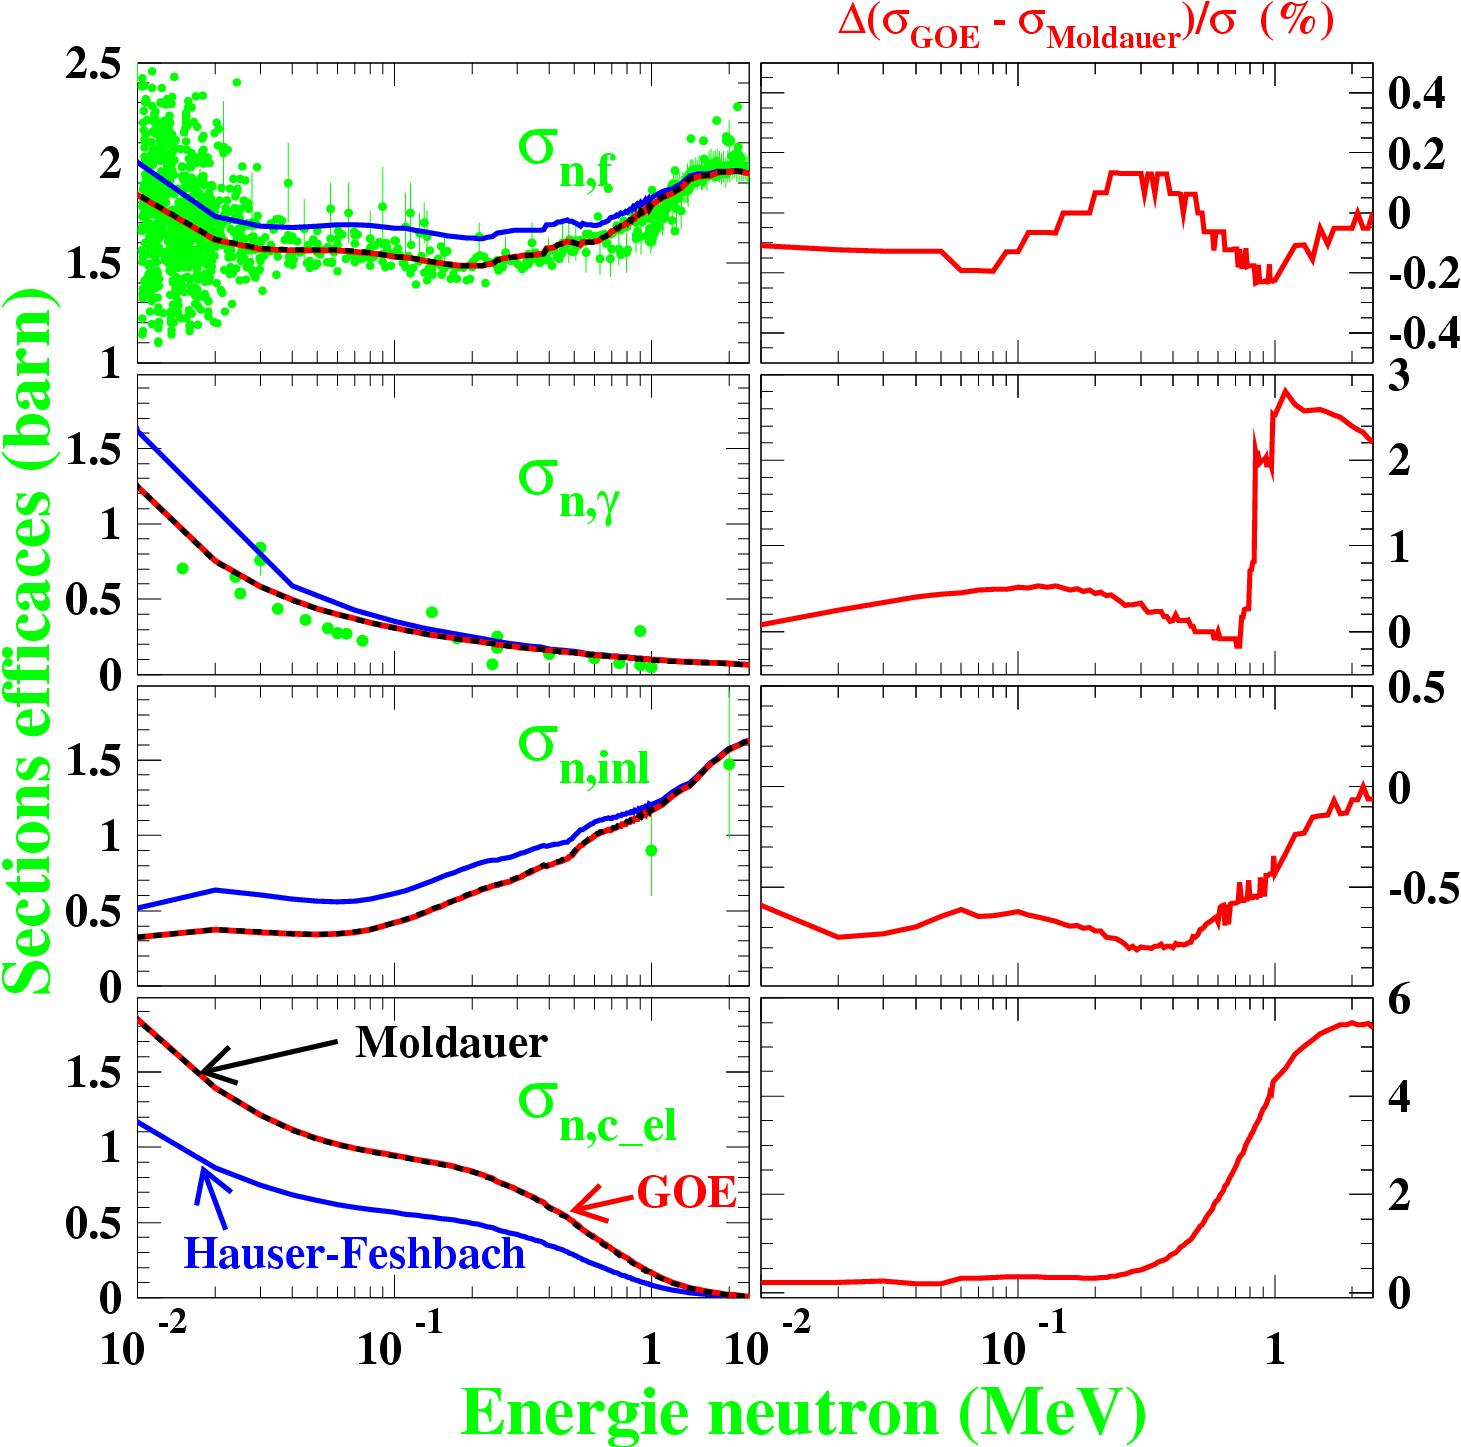 Δ(σGOE - σMoldauer)/σ (%)
Sections efficaces (barn)
2.5
2
1.5
1
σn,f
0.4
0.2
0
-0.2
-0.4
1.5
1
0.5
0
σn,γ
3
2
1
0
1.5
1
0.5
0
σn,inl
0.5
0
-0.5
1.5
1
0.5
0
Moldauer
σn,c_el
GOE
Hauser-Feshbach
6
4
2
0
10 -2 10 -1 1 10 -2 10 -1 1
Energie neutron (MeV)